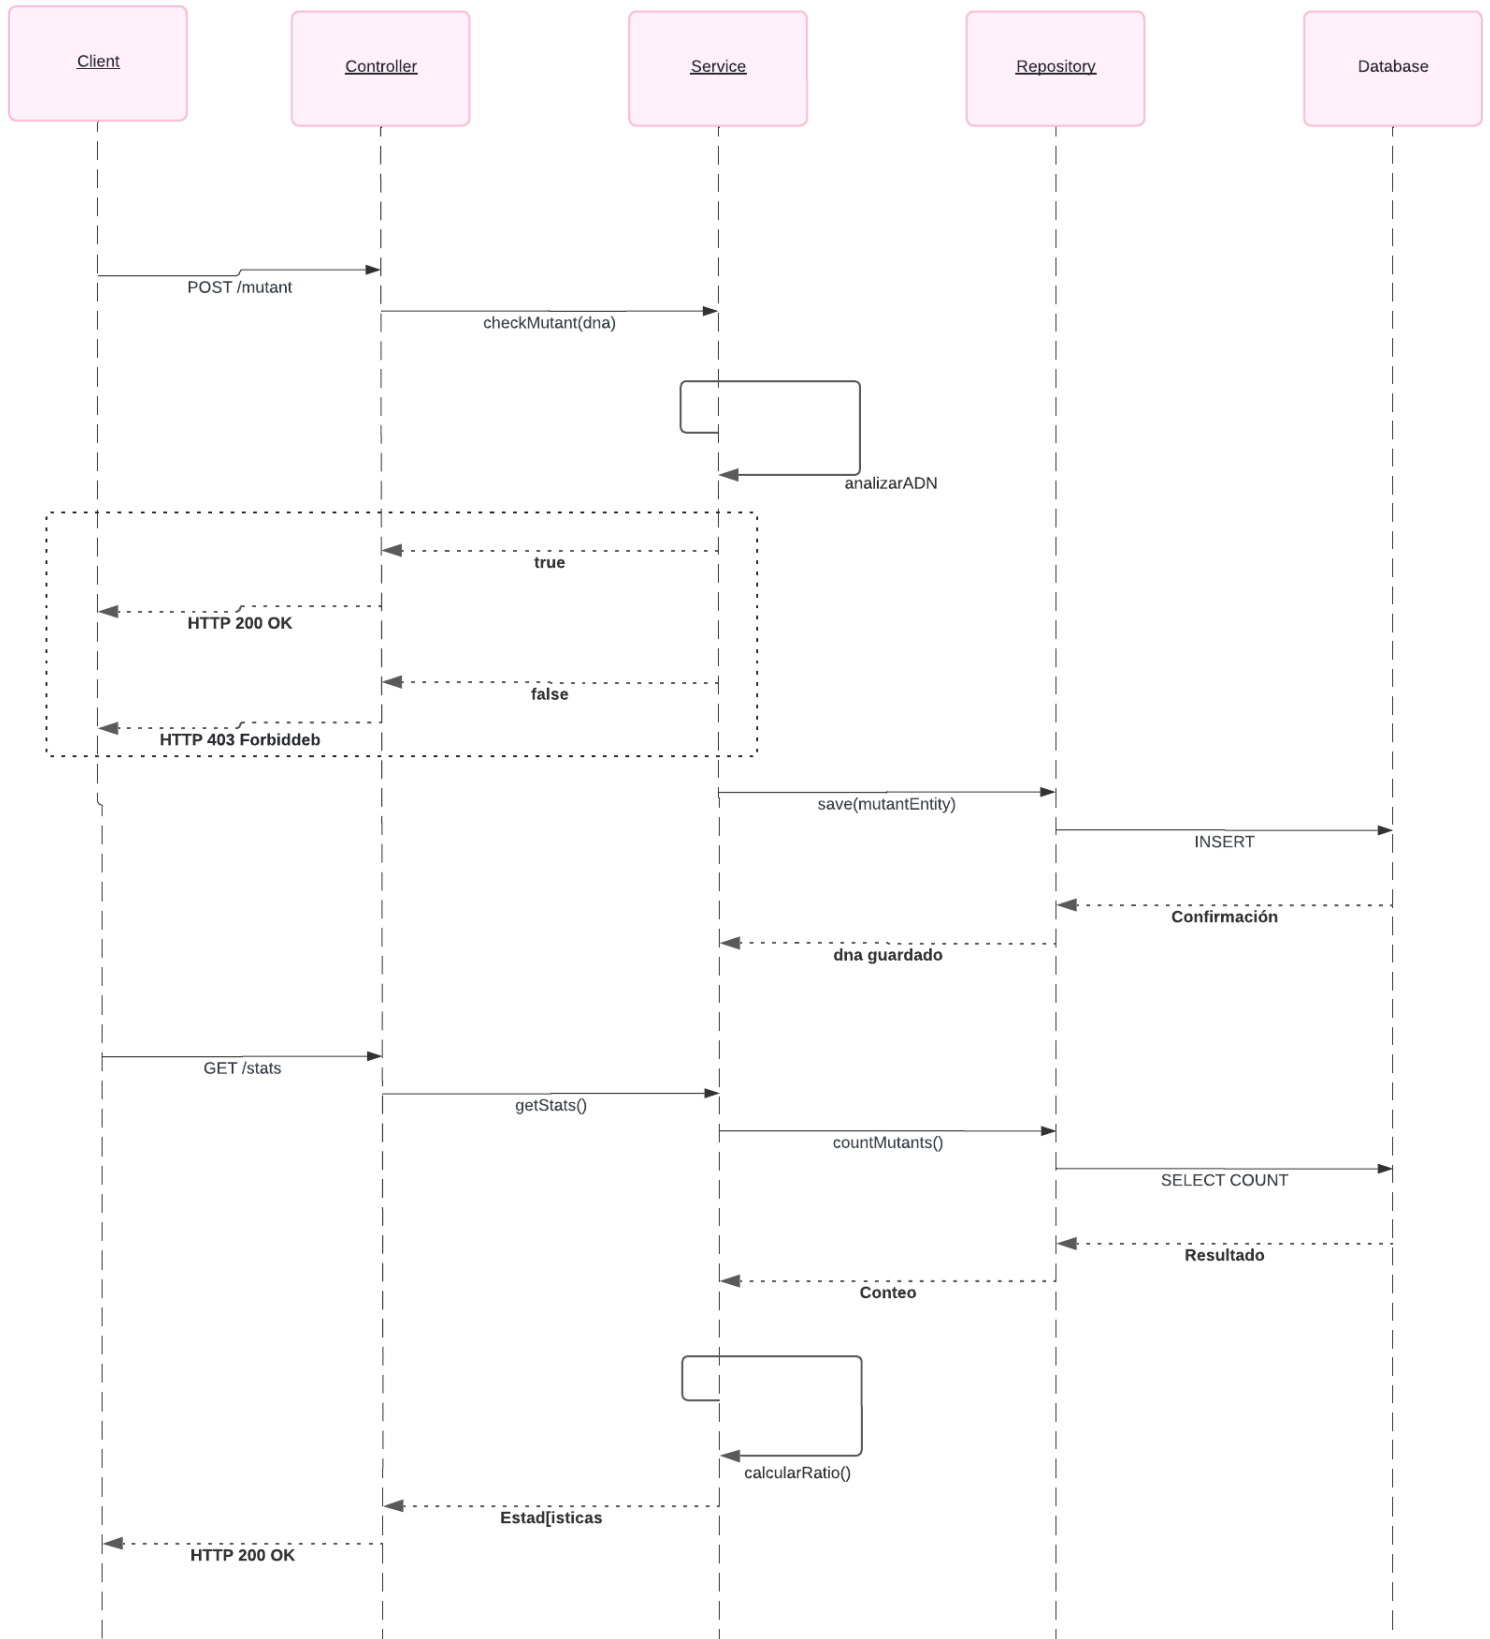 Client
Controller
Service
Repository
Database
POST /mutant
checkMutant(dna)
analizarADN
true
HTTP 200 OK
false
HTTP 403 Forbiddeb
save(mutantEntity)
INSERT
Confirmación
dna guardado
GET /stats
getStats()
countMutants()
SELECT COUNT
Resultado
Conteo
calcularRatio()
Estad[isticas
HTTP 200 OK